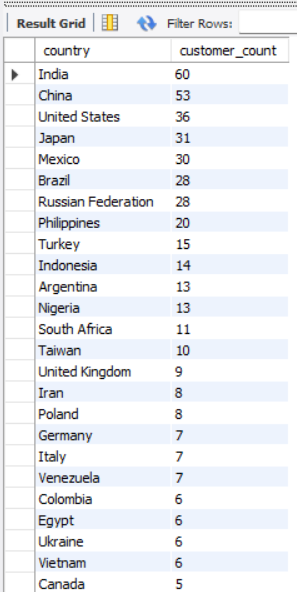 Result Grid Filter Rows:
country customer_count
India 60
China 53
United States 36
Japan 31
Mexico 30
Brazil 28
Russian Federation 28
Philippines 20
Turkey 15
Indonesia 14
Argentina 13
Nigeria 13
South Africa 11
Taiwan 10
United Kingdom 9
Iran 8
Poland 8
Germany 7
Italy 7
Venezuela 7
Colombia 6
Egypt 6
Ukraine 6
Vietnam 6
Canada 5